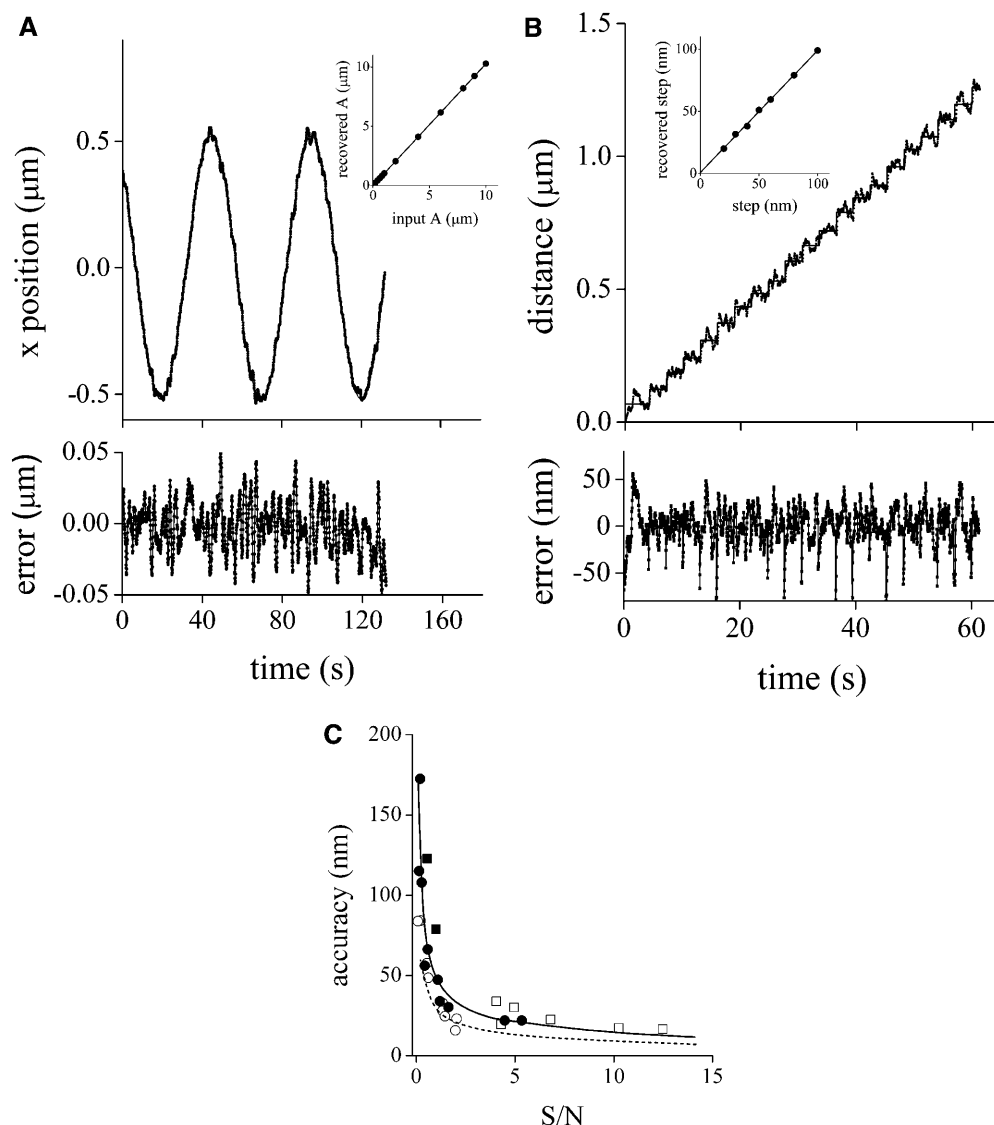 A
x position (μm)
0.5
0.0
-0.5
recovered A (μm)
10
5
0
0
5
10
input A (μm)
error (μm)
0.05
0.00
-0.05
0
40
80
120
160
time (s)
B
distance (μm)
1.5
1.0
0.5
0.0
recovered step (nm)
100
50
0
0
50
100
step (nm)
error (nm)
50
0
-50
0
20
40
60
time (s)
C
accuracy (nm)
200
150
100
50
0
0
5
10
15
S/N